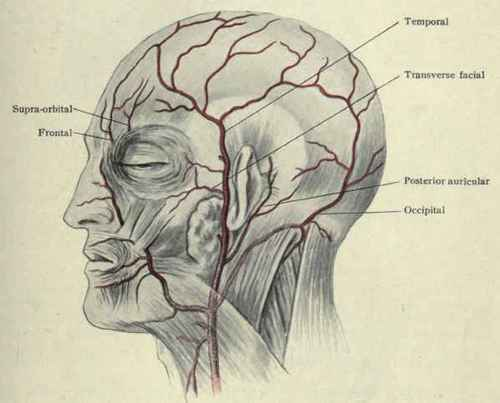 Temporal
Transverse facial
Supra-orbital
Frontal
Posterior auricular
Occipital